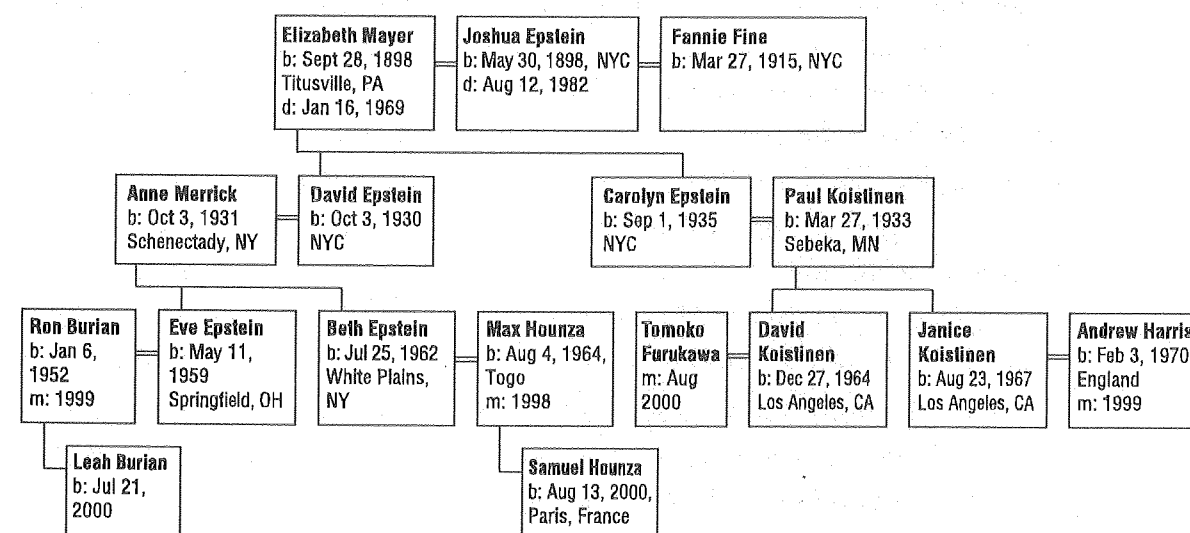 Elizabeth Mayer
b: Sept 28, 1898
Titusville, PA
d: Jan 16, 1969
Joshua Epstein
b: May 30, 1898, NYC
d: Aug 12, 1982
Fannie Fine
b: Mar 27, 1915, NYC
Anne Merrick
b: Oct 3, 1931
Schenectady, NY
David Epstein
b: Oct 3, 1930
NYC
Carolyn Epstein
b: Sep 1, 1935
NYC
Paul Koistinen
b: Mar 27, 1933
Sebeka, MN
Ron Burian
b: Jan 6,
1952
m: 1999
Eve Epstein
b: May 11,
1959
Springfield, OH
Beth Epstein
b: Jul 25, 1962
White Plains,
NY
Max Hounza
b: Aug 4, 1964,
Togo
m: 1998
Tomoko
Furukawa
m: Aug
2000
David
Koistinen
b: Dec 27, 1964
Los Angeles, CA
Janice
Koistinen
b: Aug 23, 1967
Los Angeles, CA
Andrew Harris
b: Feb 3, 1970
England
m: 1999
Leah Burian
b: Jul 21,
2000
Samuel Hounza
b: Aug 13, 2000,
Paris, France